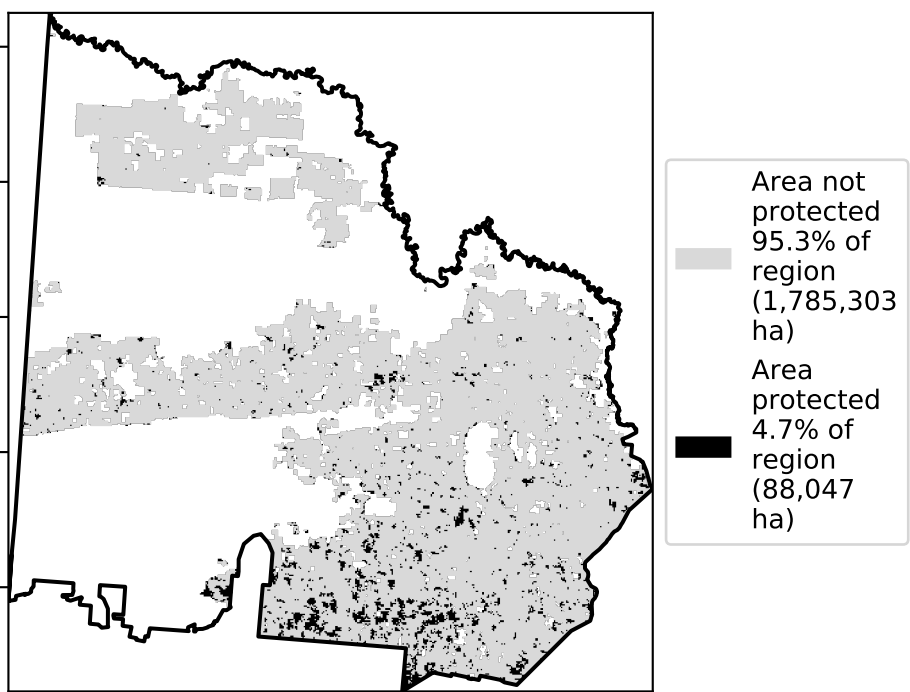 Area not
protected
95.3% of
region
(1,785,303
ha)
Area
protected
4.7% of
region
(88,047
ha)